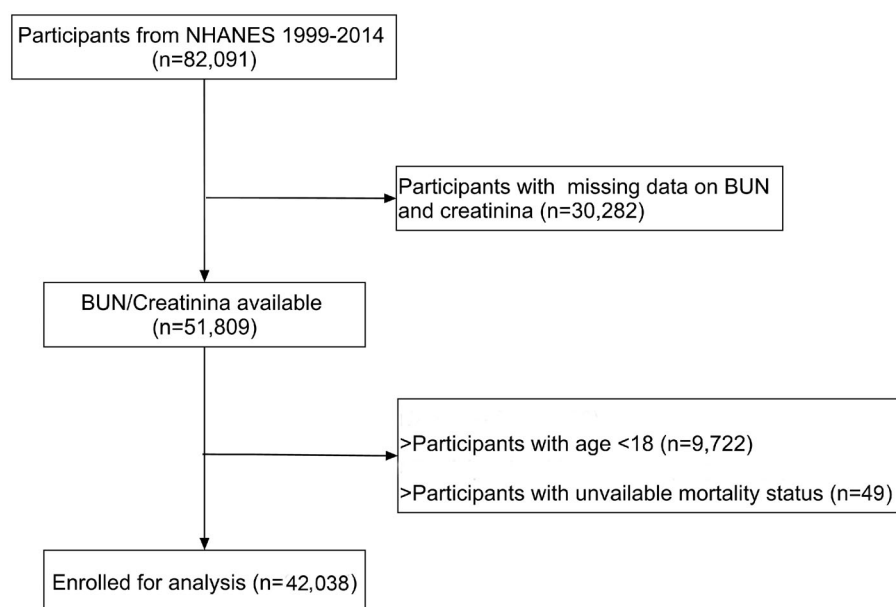 Participants from NHANES 1999-2014
(n=82,091)
Participants with missing data on BUN
and creatinina (n=30,282)
BUN/Creatinina available
(n=51,809)
>Participants with age <18 (n=9,722)
>Participants with unvailable mortality status (n=49)
Enrolled for analysis (n=42,038)